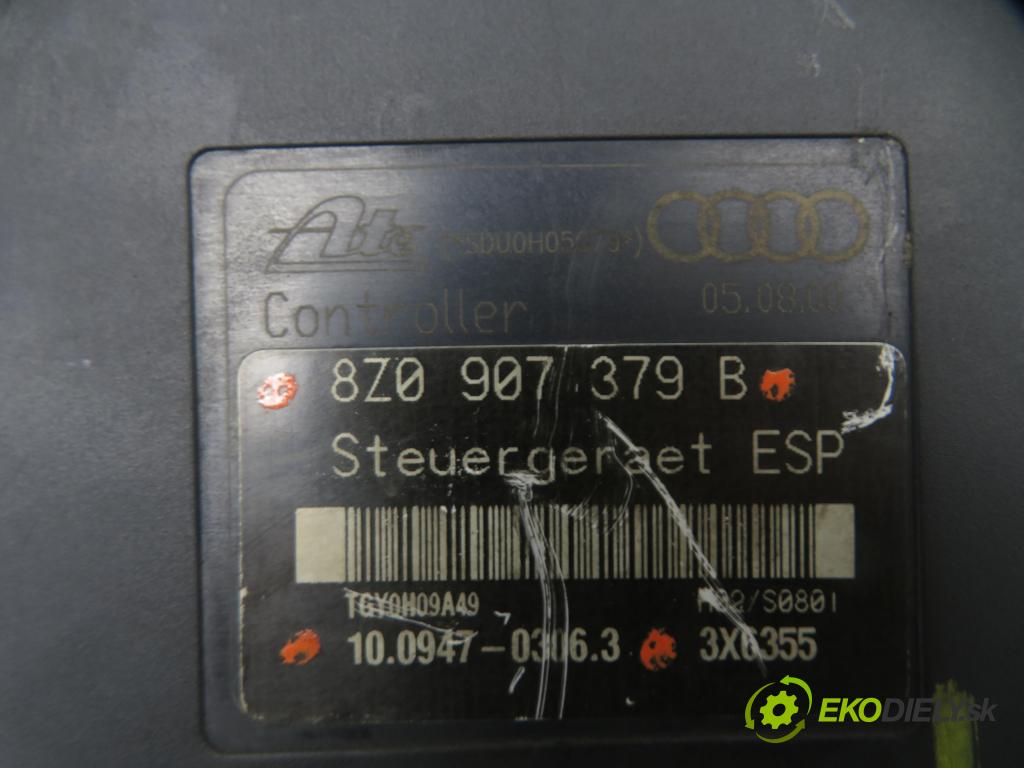 Ate
Controller 05.08.00
8Z0 907 379 B
Steuergeraet ESP
TGY0H09A49
10.0947-0306.3 3X6355
EKODIELY.sk